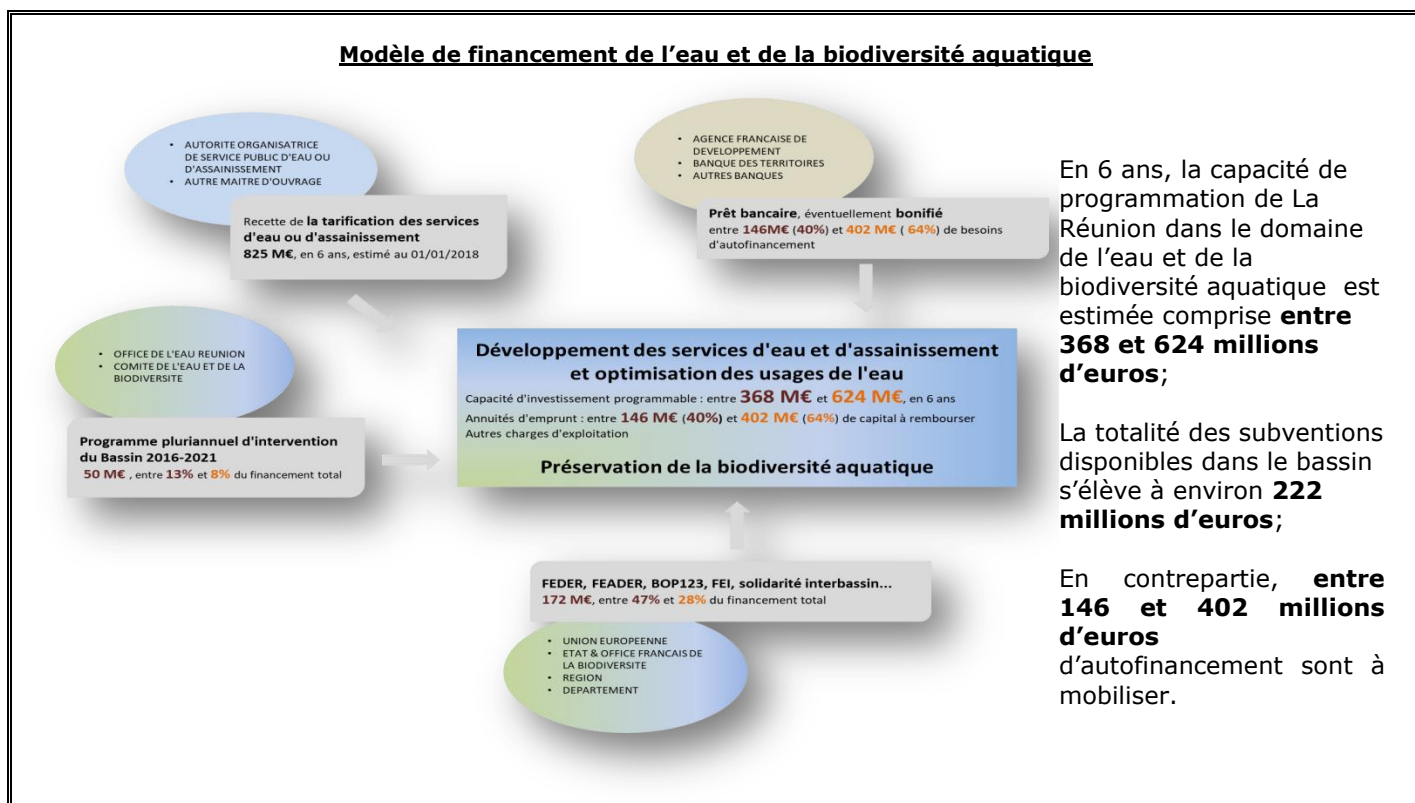 Modèle de financement de l'eau et de la biodiversité aquatique
• AUTORITE ORGANISATRICE
DE SERVICE PUBLIC D'EAU OU
D'ASSAINISSEMENT
• AUTRE MAITRE D'OUVRAGE
Recette de la tarification des services
d'eau ou d'assainissement
825 M€, en 6 ans, estimé au 01/01/2018
• AGENCE FRANCAISE DE
DEVELOPPEMENT
• BANQUE DES TERRITOIRES
• AUTRES BANQUES
Prêt bancaire, éventuellement bonifié
entre 146M€ (40%) et 402 M€ ( 64%) de besoins
d'autofinancement
• OFFICE DE L'EAU REUNION
• COMITE DE L'EAU ET DE LA
BIODIVERSITE
Programme pluriannuel d'intervention
du Bassin 2016-2021
50 M€ , entre 13% et 8% du financement total
Développement des services d'eau et d'assainissement
et optimisation des usages de l'eau
Capacité d'investissement programmable : entre 368 M€ et 624 M€, en 6 ans
Annuités d'emprunt : entre 146 M€ (40%) et 402 M€ (64%) de capital à rembourser
Autres charges d'exploitation
Préservation de la biodiversité aquatique
FEDER, FEADER, BOP123, FEI, solidarité interbassin...
172 M€, entre 47% et 28% du financement total
• UNION EUROPEENNE
• ETAT & OFFICE FRANCAIS DE
LA BIODIVERSITE
• REGION
• DEPARTEMENT
En 6 ans, la capacité de
programmation de La
Réunion dans le domaine
de l'eau et de la
biodiversité aquatique est
estimée comprise entre
368 et 624 millions
d'euros;
La totalité des subventions
disponibles dans le bassin
s'élève à environ 222
millions d'euros;
En contrepartie, entre
146 et 402 millions
d'euros
d'autofinancement sont à
mobiliser.